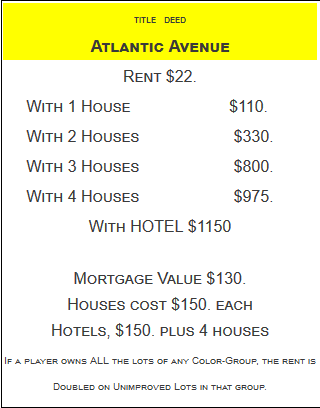 TITLE DEED
ATLANTIC AVENUE
RENT $22.
WITH 1 HOUSE $110.
WITH 2 HOUSES $330.
WITH 3 HOUSES $800.
WITH 4 HOUSES $975.
WITH HOTEL $1150
MORTGAGE VALUE $130.
HOUSES COST $150. EACH
HOTELS, $150. PLUS 4 HOUSES
IF A PLAYER OWNS ALL THE LOTS OF ANY COLOR-GROUP, THE RENT IS
DOUBLED ON UNIMPROVED LOTS IN THAT GROUP.